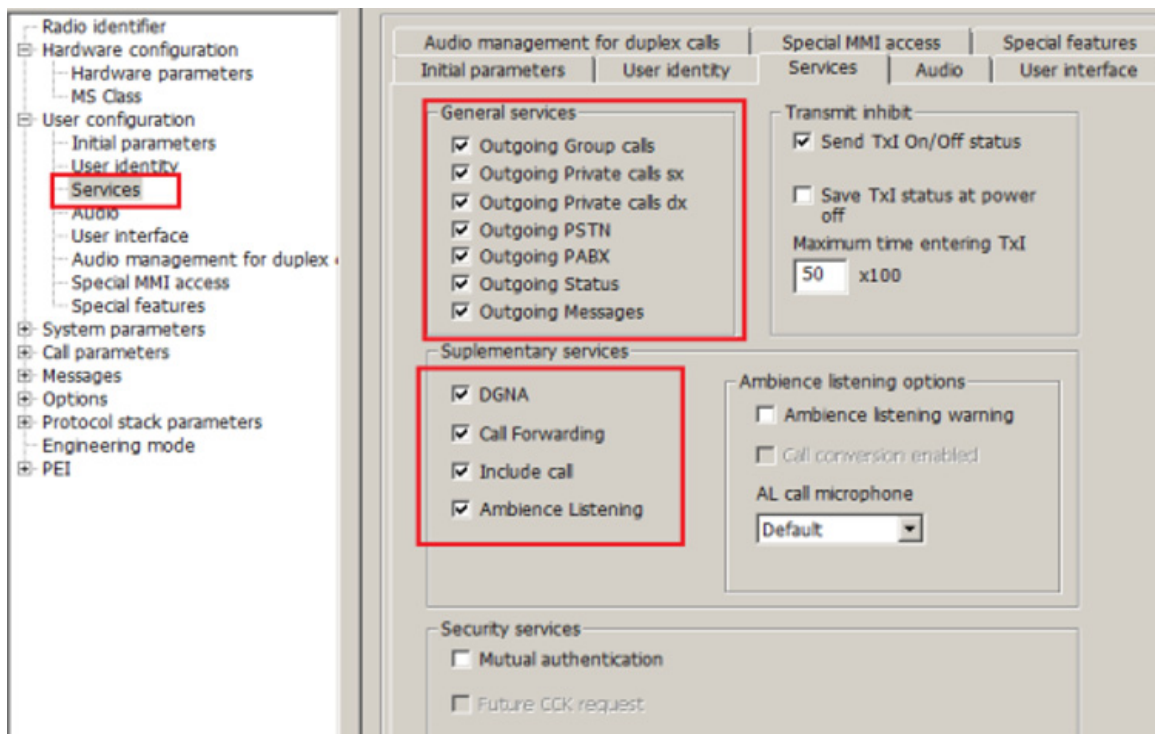 Radio identifier
Hardware configuration
Hardware parameters
MS Class
User configuration
Initial parameters
User identity
Services
Audio
User interface
Audio management for duplex
Special MMI access
Special features
System parameters
Call parameters
Messages
Options
Protocol stack parameters
Engineering mode
PEI
Audio management for duplex calls
Special MMI access
Special features
Initial parameters
User identity
Services
Audio
User interface
General services
Outgoing Group calls
Outgoing Private calls sx
Outgoing Private calls dx
Outgoing PSTN
Outgoing PABX
Outgoing Status
Outgoing Messages
Transmit inhibit
Send TxI On/Off status
Save TxI status at power
off
Maximum time entering TxI
50 x100
Suplementary services
DGNA
Call Forwarding
Include call
Ambience Listening
Ambience listening options
Ambience listening warning
Call conversion enabled
AL call microphone
Default
Security services
Mutual authentication
Future CCK request